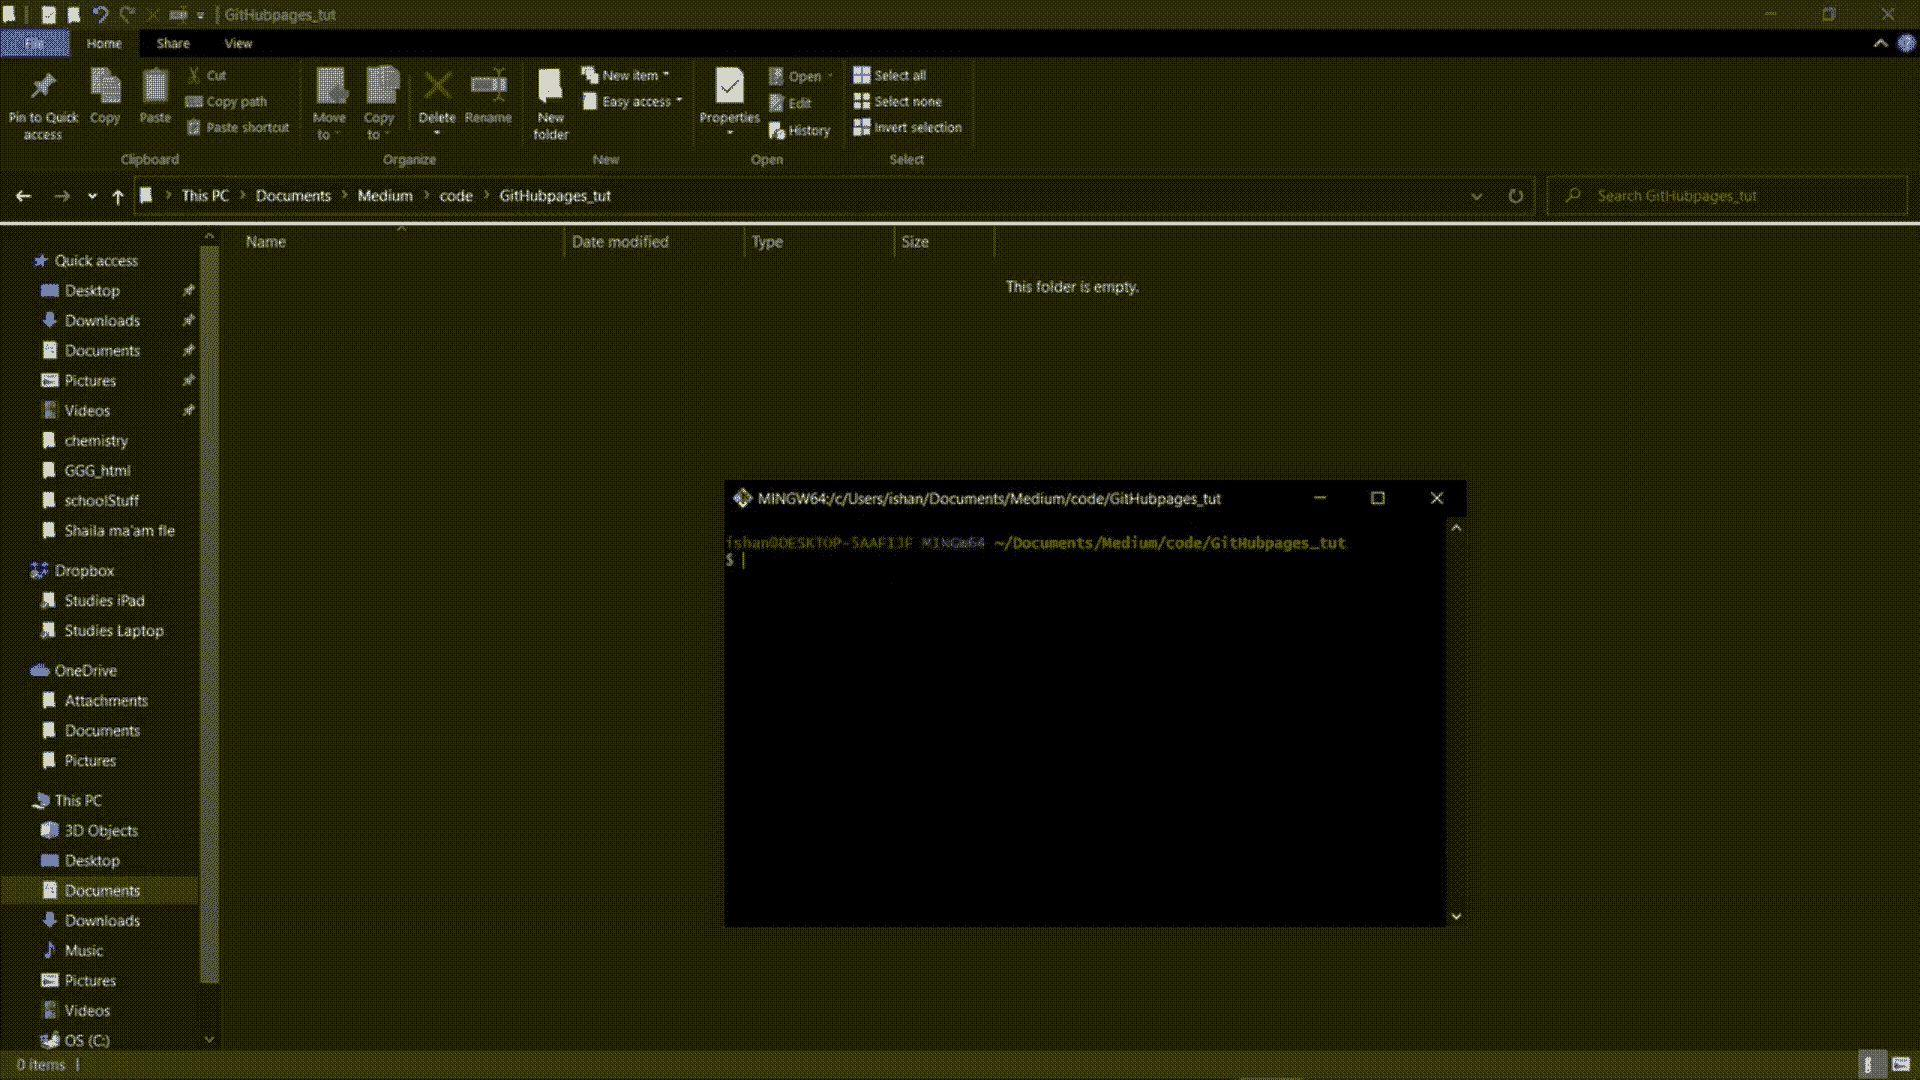 GitHubpages_tut
File Home Share View
Pin to Quick access
Copy
Paste
Cut
Copy path
Paste shortcut
Clipboard
Move to
Copy to
Delete
Rename
Organize
New folder
New item
Easy access
New
Properties
Open
Edit
History
Open
Select all
Select none
Invert selection
Select
This PC > Documents > Medium > code > GitHubpages_tut
Search GitHubpages_tut
Name Date modified Type Size
This folder is empty.
Quick access
Desktop
Downloads
Documents
Pictures
Videos
chemistry
GGG_html
schoolStuff
Shaila ma'am fle
Dropbox
Studies iPad
Studies Laptop
OneDrive
Attachments
Documents
Pictures
This PC
3D Objects
Desktop
Documents
Downloads
Music
Pictures
Videos
OS (C:)
0 items
MINGW64:/c/Users/ishan/Documents/Medium/code/GitHubpages_tut
ishan@DESKTOP-5AAFIJF MINGW64 ~/Documents/Medium/code/GitHubpages_tut
$